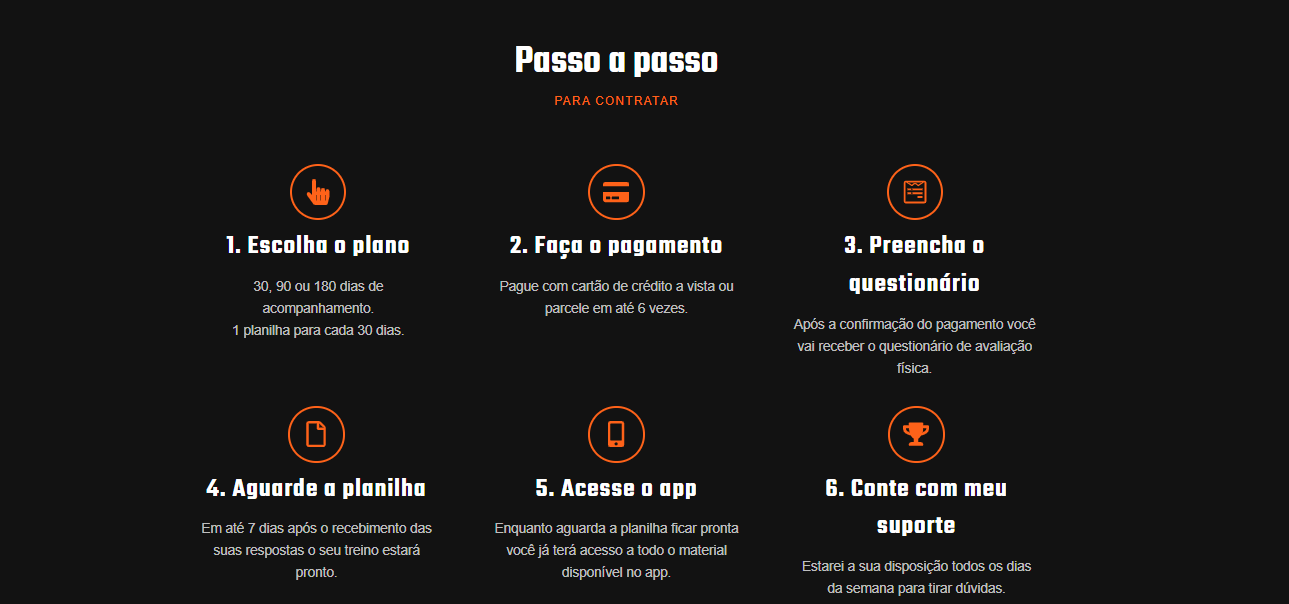 Passo a passo
PARA CONTRATAR
1. Escolha o plano
30, 90 ou 180 dias de
acompanhamento.
1 planilha para cada 30 dias.
2. Faça o pagamento
Pague com cartão de crédito a vista ou
parcele em até 6 vezes.
3. Preencha o
questionário
Após a confirmação do pagamento você
vai receber o questionário de avaliação
física.
4. Aguarde a planilha
Em até 7 dias após o recebimento das
suas respostas o seu treino estará
pronto.
5. Acesse o app
Enquanto aguarda a planilha ficar pronta
você já terá acesso a todo o material
disponível no app.
6. Conte com meu
suporte
Estarei a sua disposição todos os dias
da semana para tirar dúvidas.